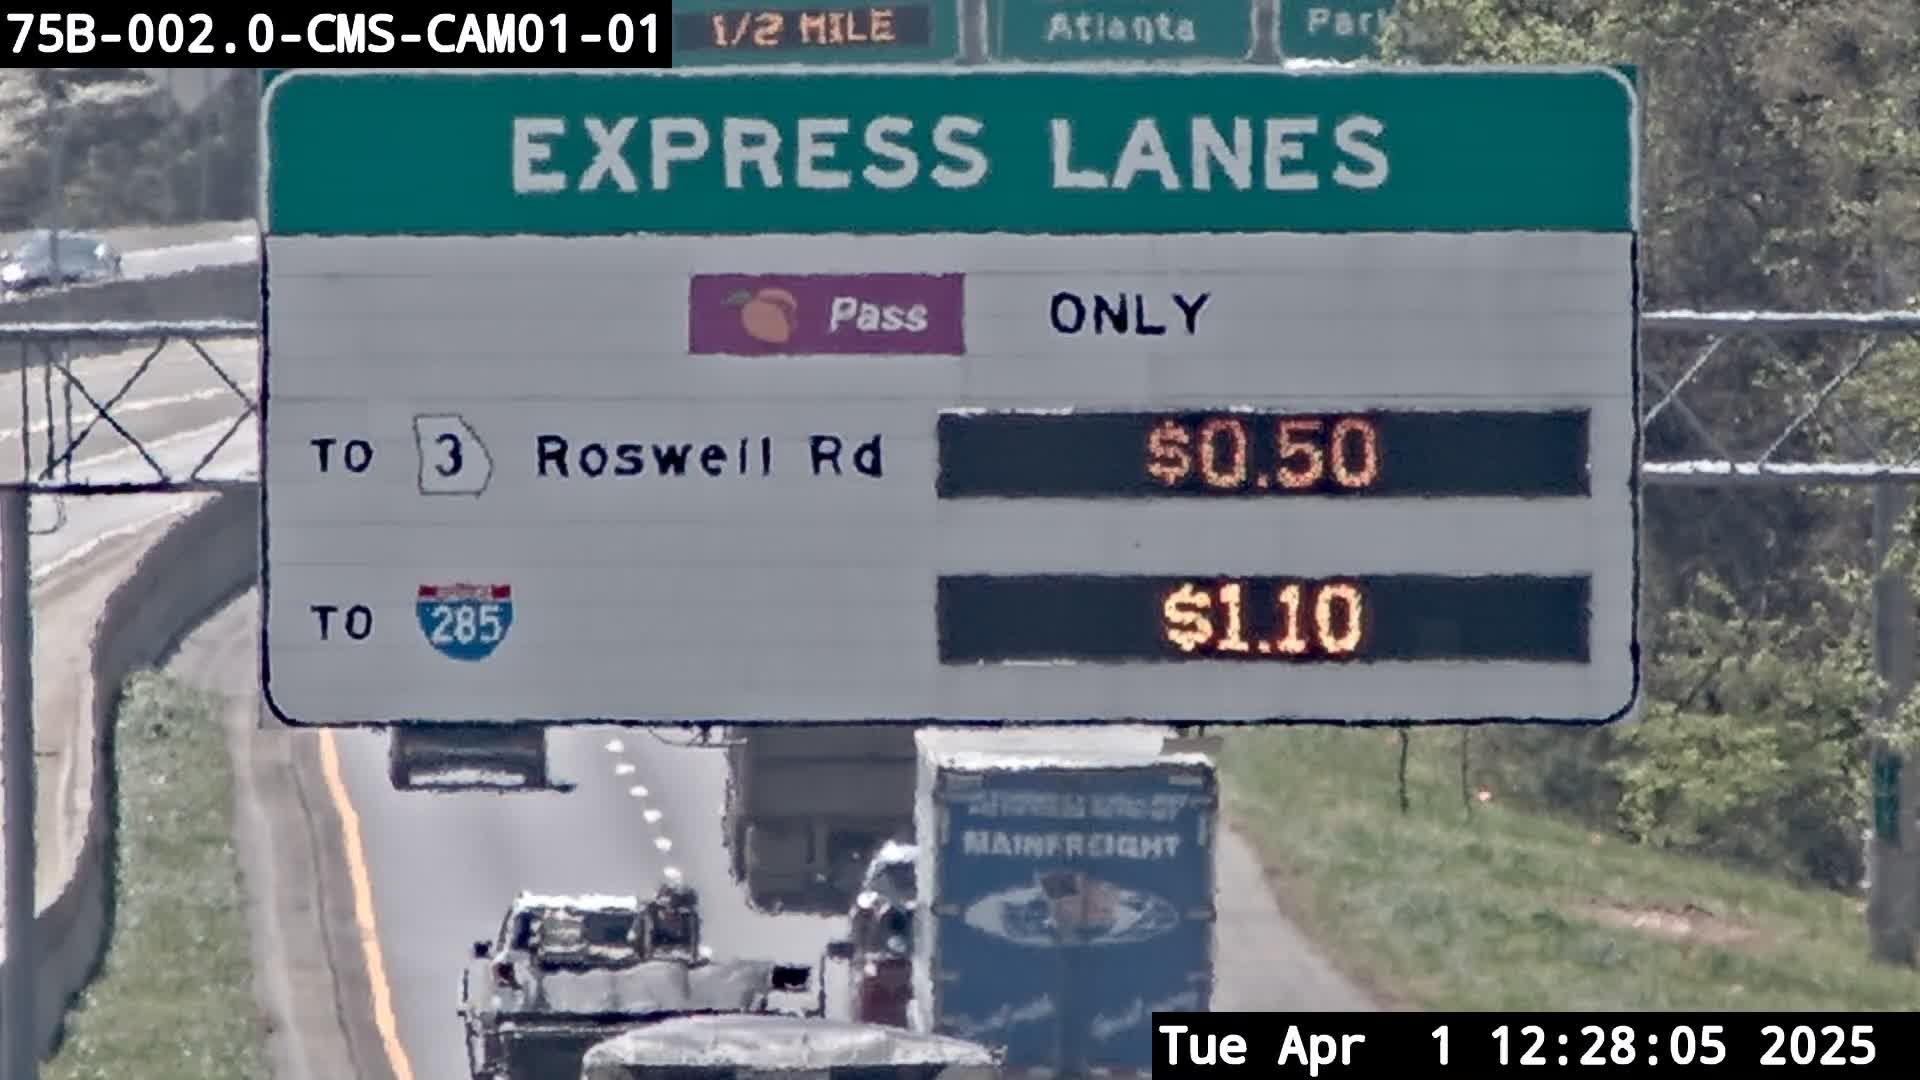 75B-002.0-CMS-CAM01-01
1/2 MILE
Atlanta
EXPRESS LANES
Pass ONLY
TO 3 Roswell Rd $0.50
TO 285 $1.10
MAINFREIGHT
Tue Apr 1 12:28:05 2025